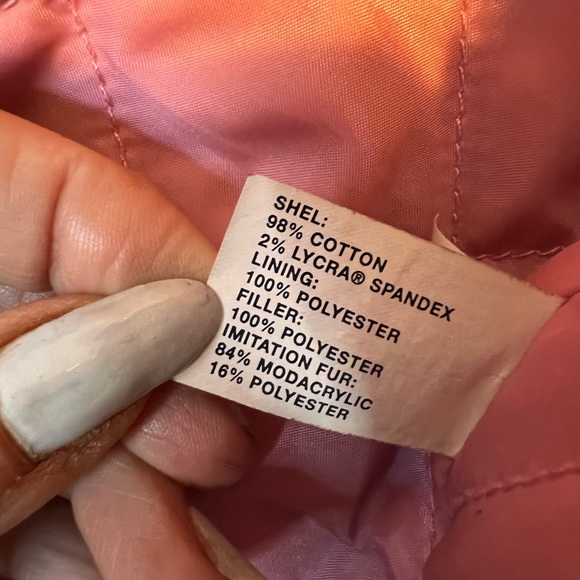 SHEL:
98% COTTON
2% LYCRA® SPANDEX
LINING:
100% POLYESTER
FILLER:
100% POLYESTER
IMITATION FUR:
84% MODACRYLIC
16% POLYESTER